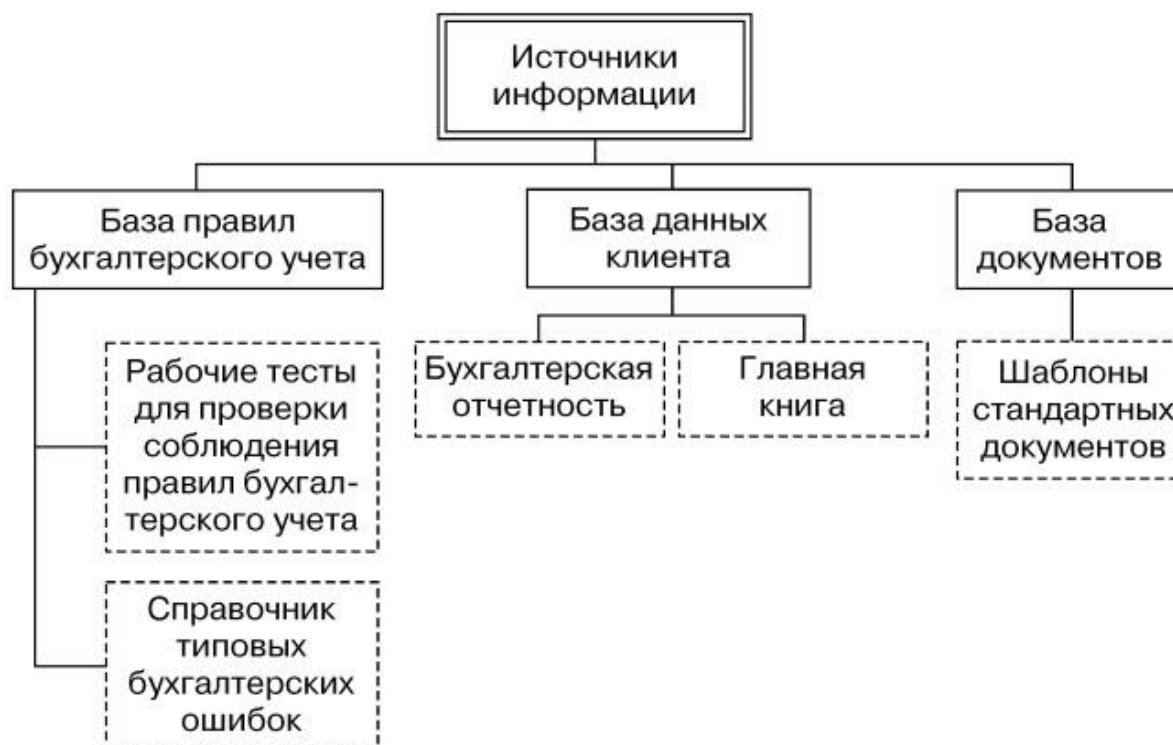 Источники
информации
База правил
бухгалтерского учета
База данных
клиента
База
документов
Рабочие тесты
для проверки
соблюдения
правил бухгал-
терского учета
Справочник
типовых
бухгалтерских
ошибок
Бухгалтерская
отчетность
Главная
книга
Шаблоны
стандартных
документов